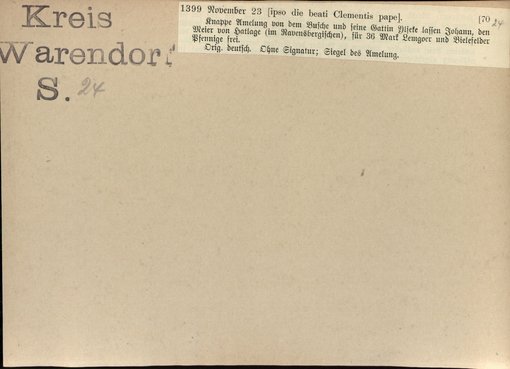 Kreis
Warendorf
S. 24
1399 November 23 [ipso die beati Clementis pape]. [70 24
Knappe Amelung von dem Busche und seine Gattin Piseke lassen Johann, den
Meier von Hatlage (im Ravensbergischen), für 36 Mark Lemgoer und Bielefelder
Pfennige frei.
Orig. deutsch. Ohne Signatur; Siegel des Amelung.